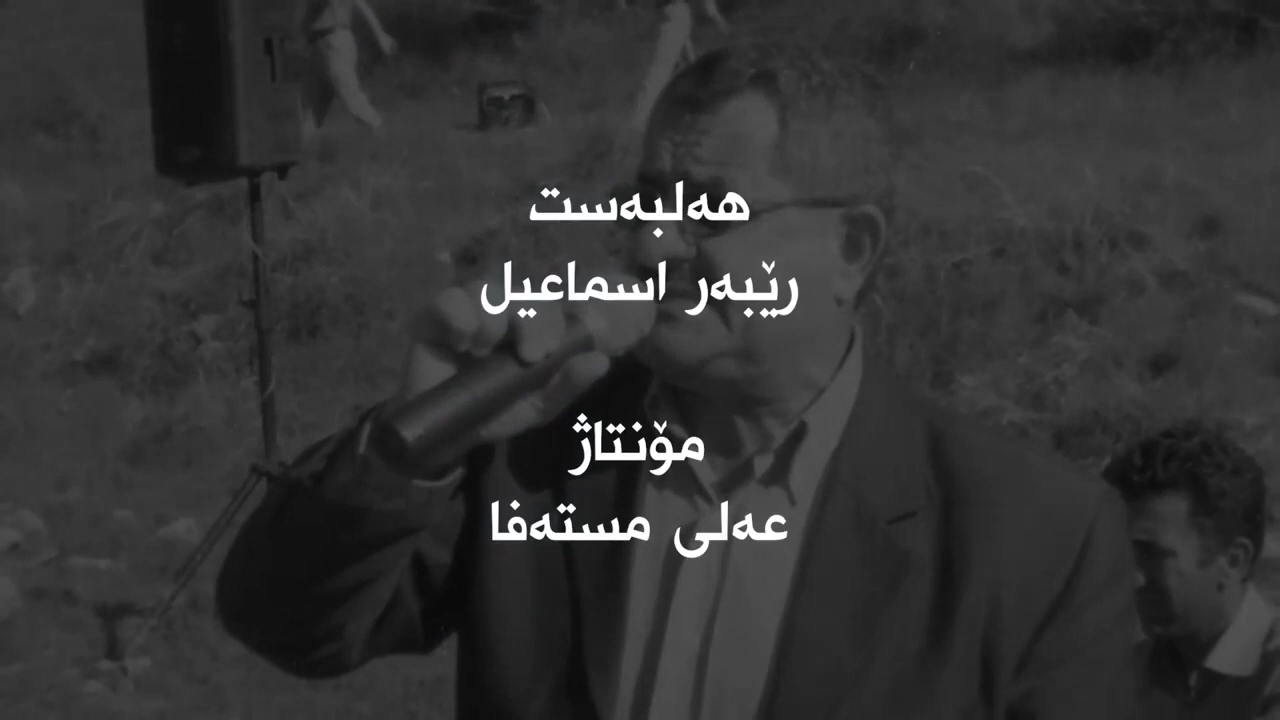 هەلبەست
رێبەر اسماعیل
مۆنتاژ
عەلی مستەفا